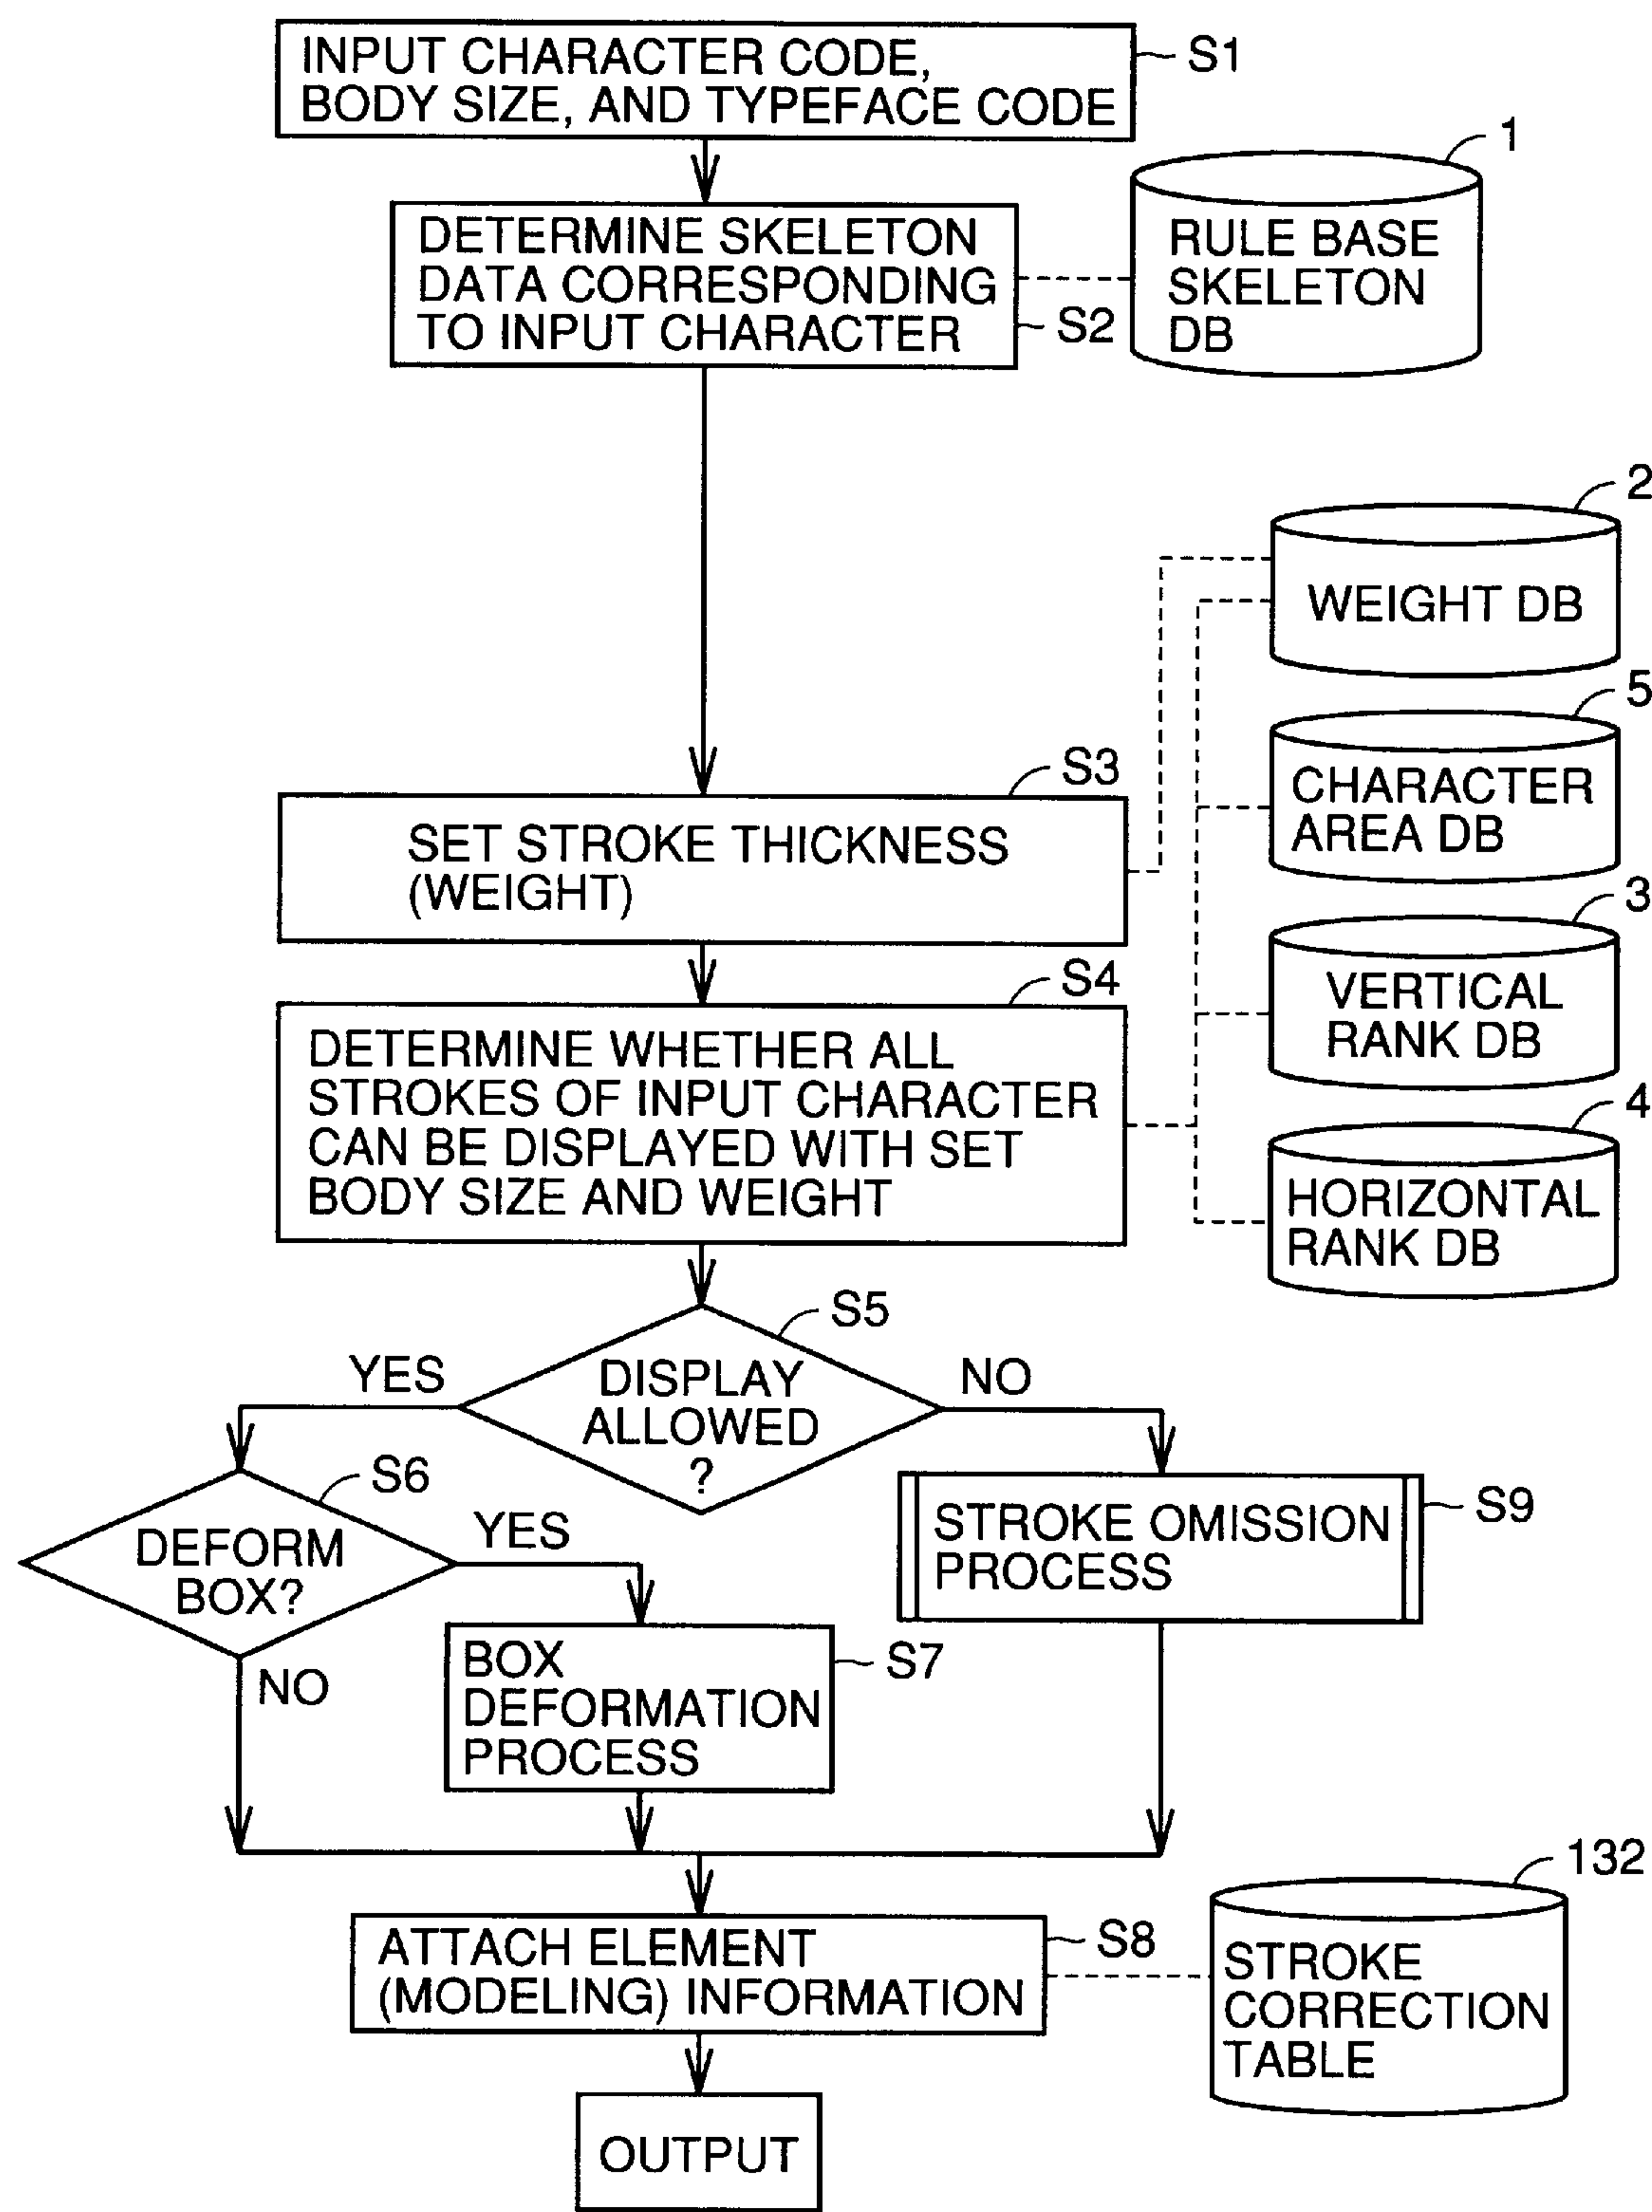 INPUT CHARACTER CODE,
BODY SIZE, AND TYPEFACE CODE
S1
1
DETERMINE SKELETON
DATA CORRESPONDING
TO INPUT CHARACTER
S2
RULE BASE
SKELETON
DB
2
WEIGHT DB
5
CHARACTER
AREA DB
S3
SET STROKE THICKNESS
(WEIGHT)
3
VERTICAL
RANK DB
S4
DETERMINE WHETHER ALL
STROKES OF INPUT CHARACTER
CAN BE DISPLAYED WITH SET
BODY SIZE AND WEIGHT
4
HORIZONTAL
RANK DB
S5
DISPLAY
ALLOWED
?
YES
NO
S6
DEFORM
BOX?
YES
NO
STROKE OMISSION
PROCESS
S9
BOX
DEFORMATION
PROCESS
S7
132
ATTACH ELEMENT
(MODELING) INFORMATION
S8
STROKE
CORRECTION
TABLE
OUTPUT